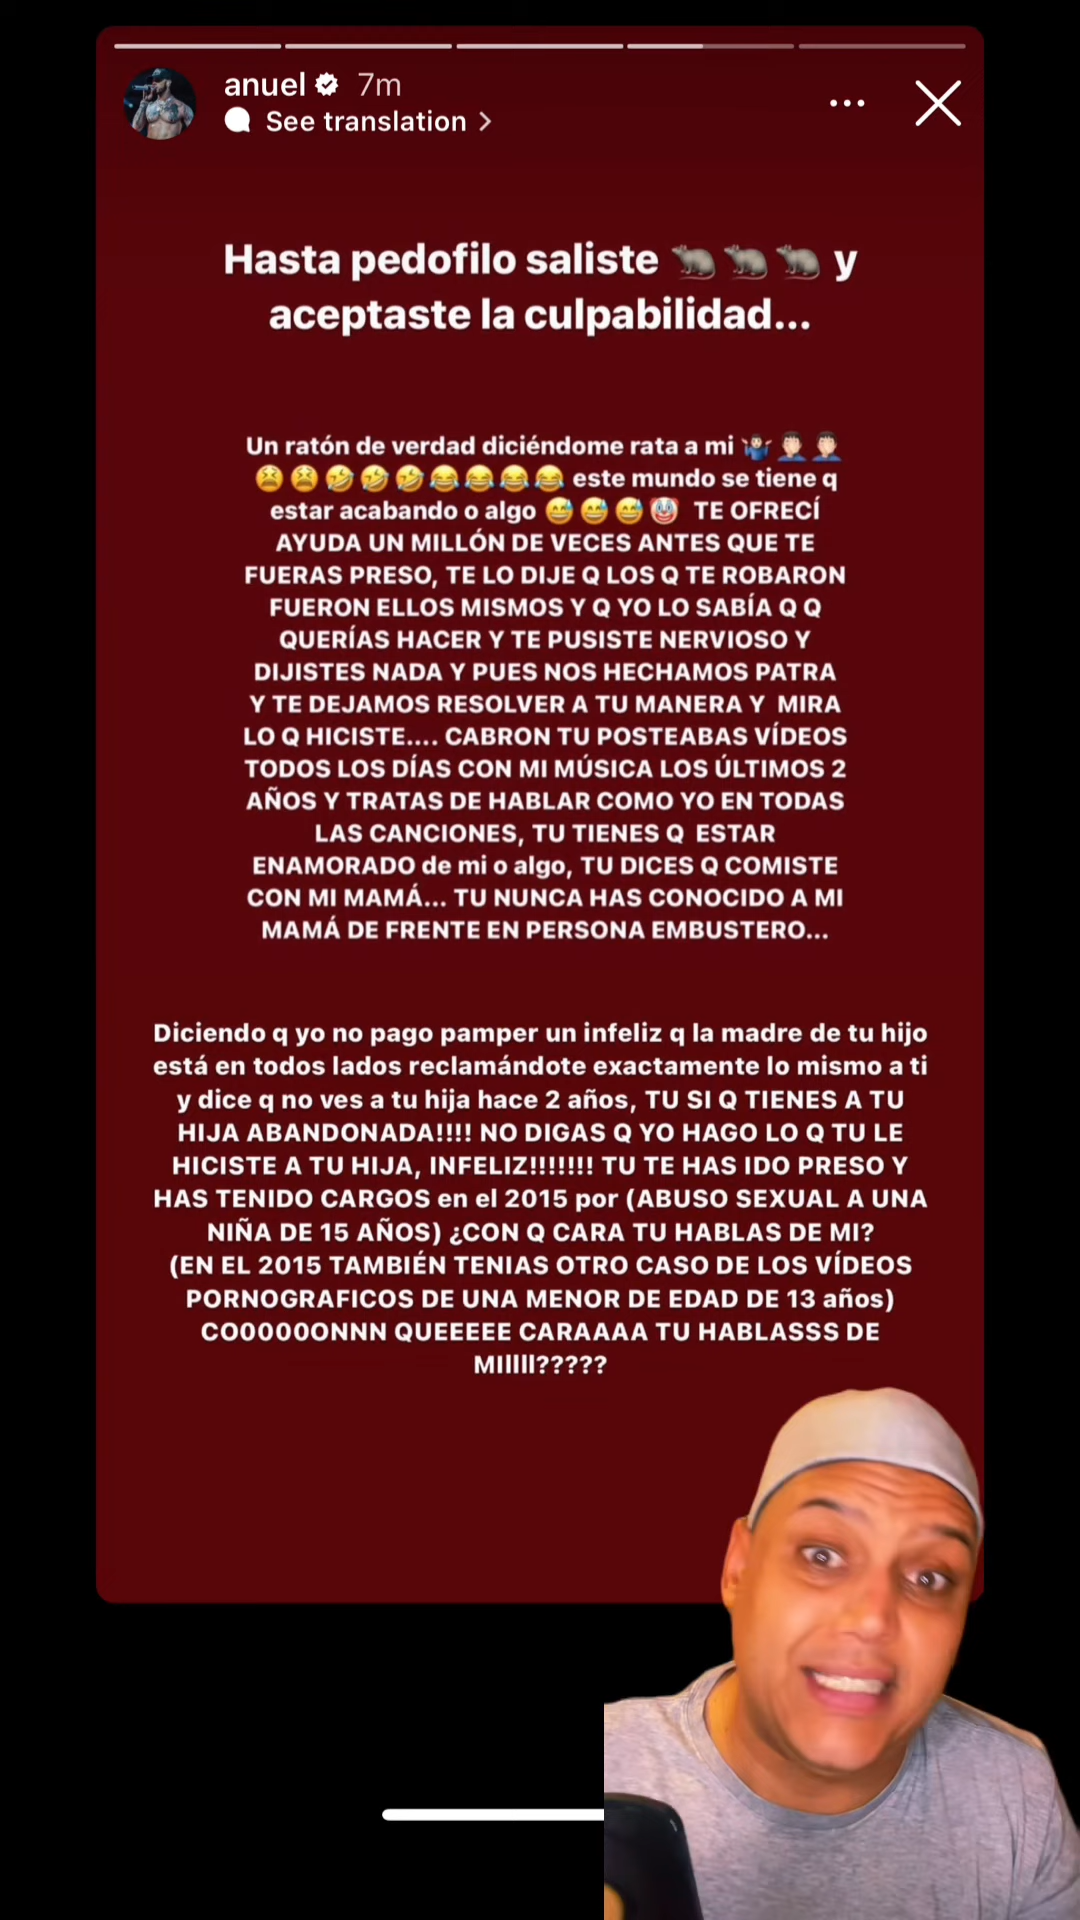 anuel 7m
See translation >
Hasta pedofilo saliste 🐀🐀🐀 y
aceptaste la culpabilidad...
Un ratón de verdad diciéndome rata a mi 🤷🏻‍♂️🤦🏻‍♂️🤦🏻‍♂️
😫😫🤣🤣🤣😂😂😂😂 este mundo se tiene q
estar acabando o algo 😅😅😅🤡 TE OFRECÍ
AYUDA UN MILLÓN DE VECES ANTES QUE TE
FUERAS PRESO, TE LO DIJE Q LOS Q TE ROBARON
FUERON ELLOS MISMOS Y Q YO LO SABÍA Q Q
QUERÍAS HACER Y TE PUSISTE NERVIOSO Y
DIJISTES NADA Y PUES NOS HECHAMOS PATRA
Y TE DEJAMOS RESOLVER A TU MANERA Y MIRA
LO Q HICISTE.... CABRON TU POSTEABAS VÍDEOS
TODOS LOS DÍAS CON MI MÚSICA LOS ÚLTIMOS 2
AÑOS Y TRATAS DE HABLAR COMO YO EN TODAS
LAS CANCIONES, TU TIENES Q ESTAR
ENAMORADO de mi o algo, TU DICES Q COMISTE
CON MI MAMÁ... TU NUNCA HAS CONOCIDO A MI
MAMÁ DE FRENTE EN PERSONA EMBUSTERO...
Diciendo q yo no pago pamper un infeliz q la madre de tu hijo
está en todos lados reclamándote exactamente lo mismo a ti
y dice q no ves a tu hija hace 2 años, TU SI Q TIENES A TU
HIJA ABANDONADA!!!! NO DIGAS Q YO HAGO LO Q TU LE
HICISTE A TU HIJA, INFELIZ!!!!!!! TU TE HAS IDO PRESO Y
HAS TENIDO CARGOS en el 2015 por (ABUSO SEXUAL A UNA
NIÑA DE 15 AÑOS) ¿CON Q CARA TU HABLAS DE MI?
(EN EL 2015 TAMBIÉN TENIAS OTRO CASO DE LOS VÍDEOS
PORNOGRAFICOS DE UNA MENOR DE EDAD DE 13 años)
COOOOOONNN QUEEEEE CARAAAA TU HABLASSS DE
MIllll?????